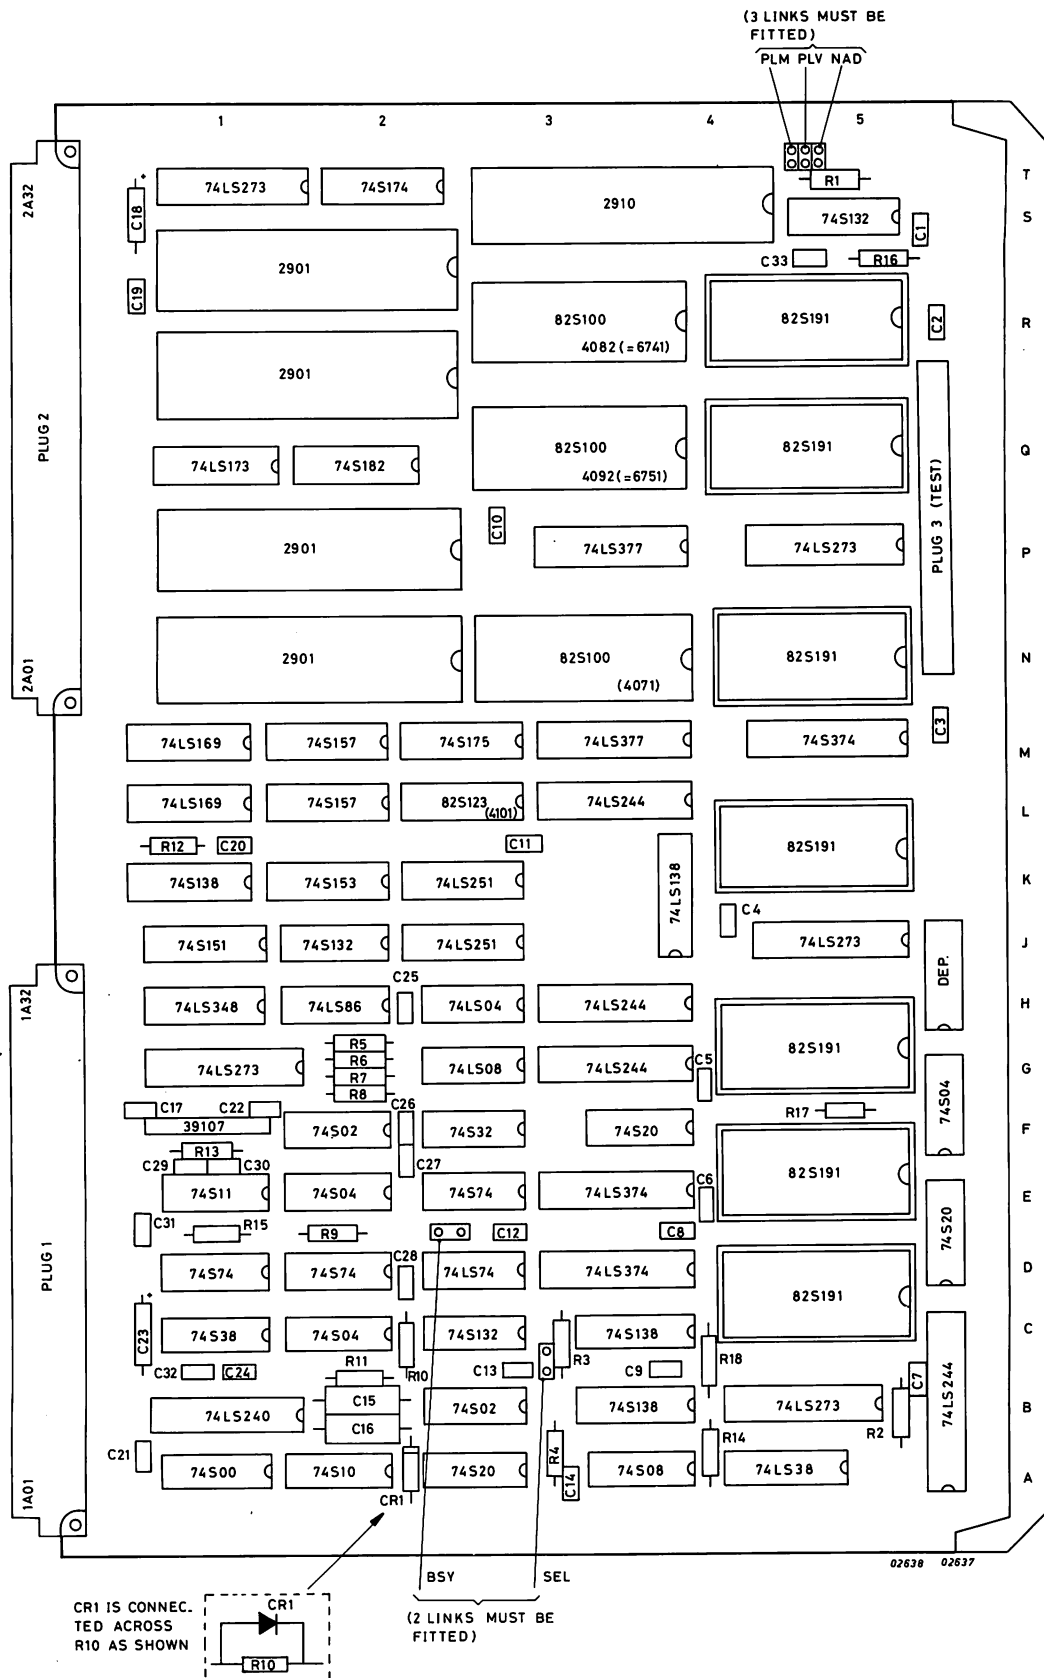 (3 LINKS MUST BE
FITTED)
PLM PLV NAD
1 2 3 4 5
2A32
PLUG 2
2A01
T
74LS273 74S174 2910 R1
S
C18 + 74S132 C1
2901 C33 R16
C19
R
82S100 82S191 C2
4082 (=6741)
2901
Q
82S100 82S191
4092 (=6751)
74LS173 74S182
PLUG 3 (TEST)
P
C10
2901 74LS377 74LS273
N
2901 82S100 82S191
(4071)
M
74LS169 74S157 74S175 74LS377 74S374 C3
L
74LS169 74S157 82S123 (4101) 74LS244
R12 C20 C11 82S191
K
74S138 74S153 74LS251 74LS138
C4
J
74S151 74S132 74LS251 74LS273 DEP.
1A32
PLUG 1
1A01
C25
H
74LS348 74LS86 74LS04 74LS244
R5
R6
R7
R8
G
74LS273 74LS08 74LS244 C5 82S191
C17 C22 C26 R17 74S04
39107
F
74S02 74S32 74S20
R13
C29 C30 C27 82S191
E
74S11 74S04 74S74 74LS374 C6 74S20
C31 R15 R9 C12 C8
C28
D
74S74 74S74 74LS74 74LS374 82S191
C
C23 + 74S38 74S04 R10 74S132 R3 74S138 R18
C32 C24 R11 C13 C9 C7
B
74LS240 C15 74S02 74S138 74LS273 R2 74LS244
C16
C21 R4 R14
A
74S00 74S10 CR1 74S20 C14 74S08 74LS38
02638 02637
BSY SEL
(2 LINKS MUST BE
FITTED)
CR1 IS CONNEC_
TED ACROSS
R10 AS SHOWN
CR1
R10